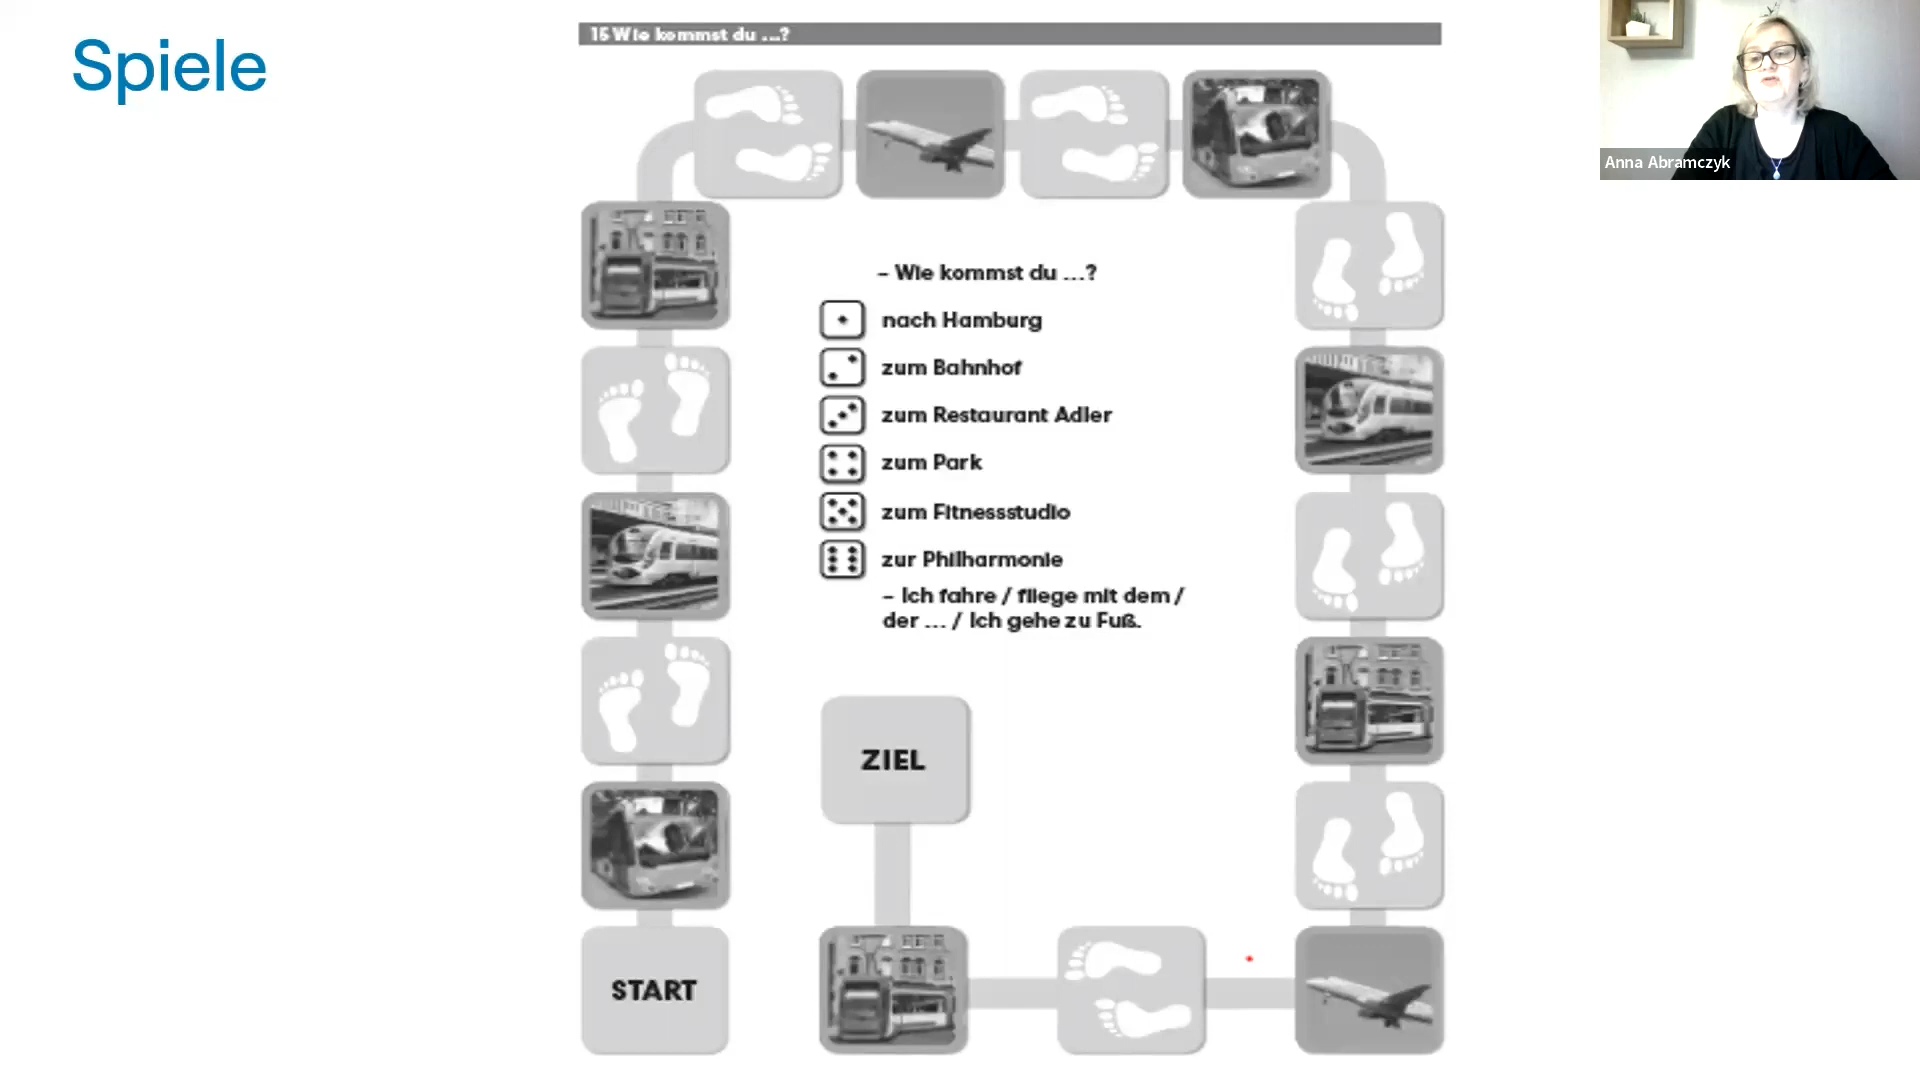 Spiele
15 Wie kommst du ...?
Anna Abramczyk
– Wie kommst du ...?
nach Hamburg
zum Bahnhof
zum Restaurant Adler
zum Park
zum Fitnessstudio
zur Philharmonie
– Ich fahre / fliege mit dem /
der ... / Ich gehe zu Fuß.
ZIEL
START